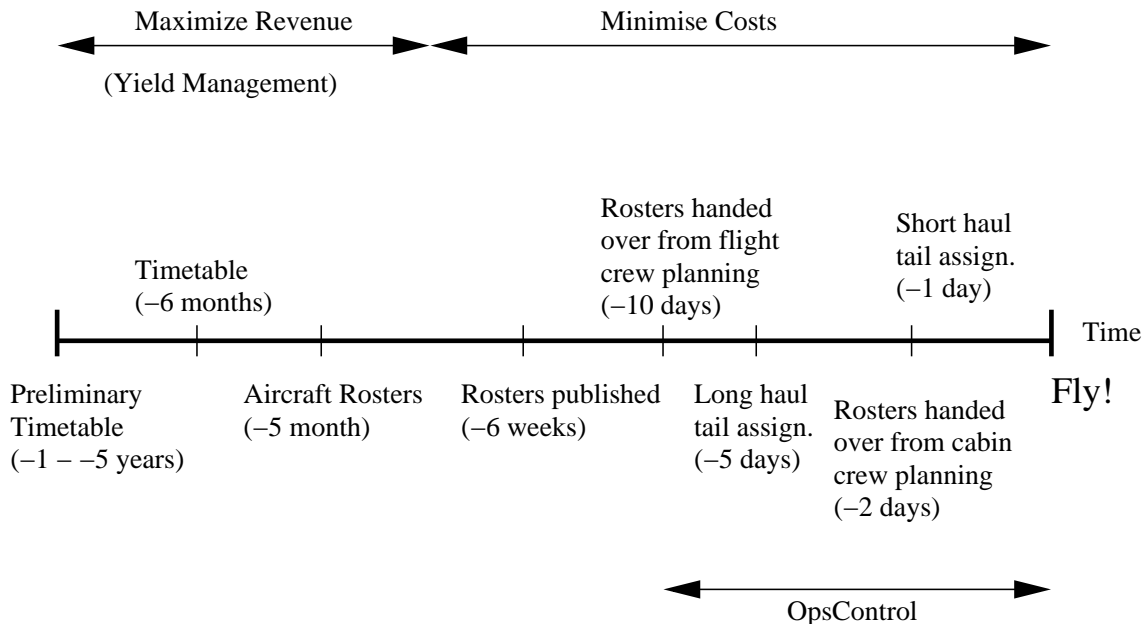 Maximize Revenue
Minimise Costs
(Yield Management)
Rosters handed
over from flight
crew planning
(−10 days)
Short haul
tail assign.
(−1 day)
Timetable
(−6 months)
Time
Preliminary
Timetable
(−1 − −5 years)
Aircraft Rosters
(−5 month)
Rosters published
(−6 weeks)
Long haul
tail assign.
(−5 days)
Rosters handed
over from cabin
crew planning
(−2 days)
Fly!
OpsControl